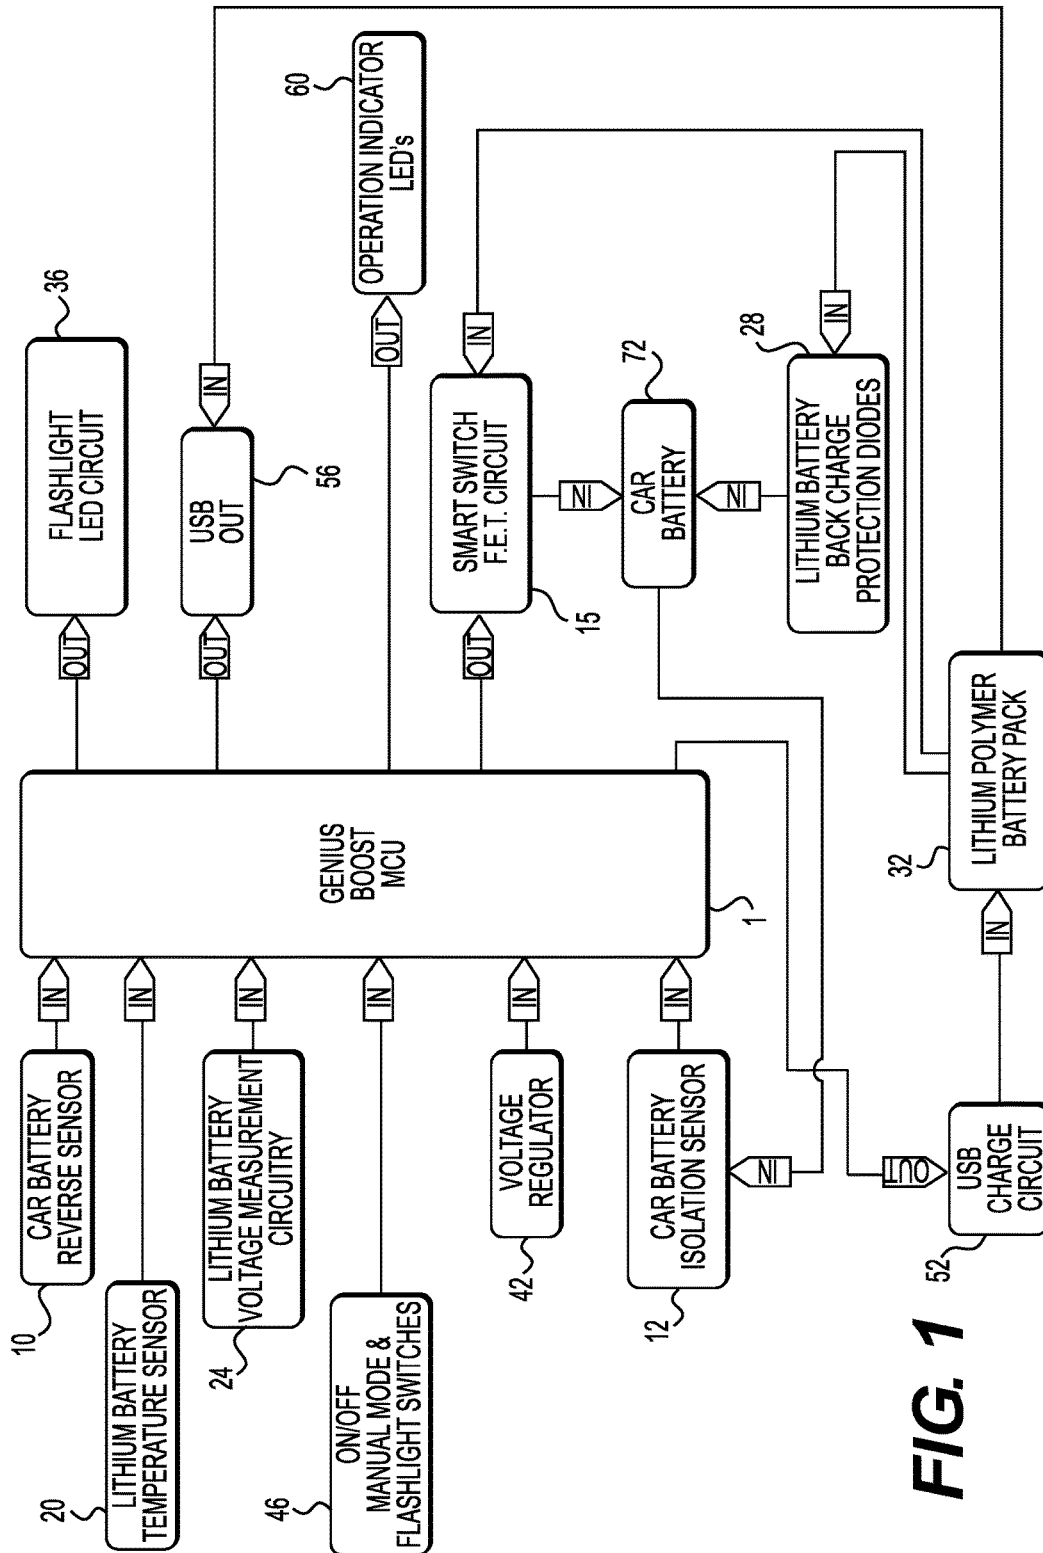 10
CAR BATTERY
REVERSE SENSOR
IN
20
LITHIUM BATTERY
TEMPERATURE SENSOR
IN
24
LITHIUM BATTERY
VOLTAGE MEASUREMENT
CIRCUITRY
IN
46
ON/OFF
MANUAL MODE &
FLASHLIGHT SWITCHES
IN
42
VOLTAGE
REGULATOR
IN
12
CAR BATTERY
ISOLATION SENSOR
IN
IN
GENIUS
BOOST
MCU
1
OUT
FLASHLIGHT
LED CIRCUIT
36
OUT
USB
OUT
56
IN
OUT
OPERATION INDICATOR
LED's
60
OUT
SMART SWITCH
F.E.T. CIRCUIT
15
IN
IN
CAR
BATTERY
72
IN
LITHIUM BATTERY
BACK CHARGE
PROTECTION DIODES
28
IN
OUT
USB
CHARGE
CIRCUIT
52
IN
LITHIUM POLYMER
BATTERY PACK
32
FIG. 1